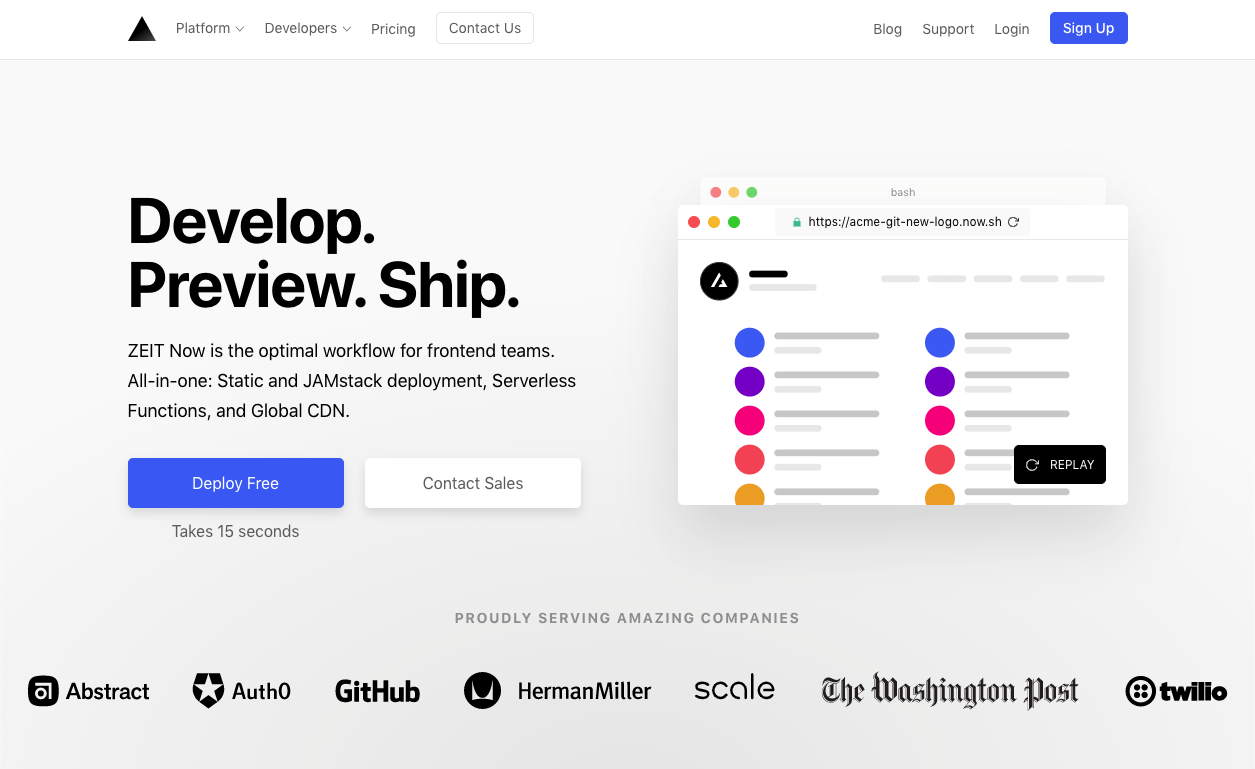 Platform
Developers
Pricing
Contact Us
Blog
Support
Login
Sign Up
Develop.
Preview. Ship.
ZEIT Now is the optimal workflow for frontend teams.
All-in-one: Static and JAMstack deployment, Serverless
Functions, and Global CDN.
Deploy Free
Contact Sales
Takes 15 seconds
bash
https://acme-git-new-logo.now.sh
REPLAY
PROUDLY SERVING AMAZING COMPANIES
Abstract
Auth0
GitHub
HermanMiller
scale
The Washington Post
twilio